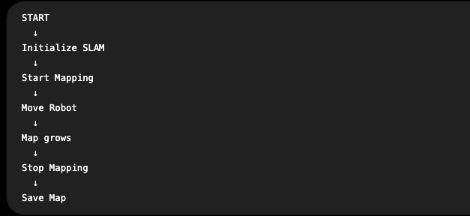 START
↓
Initialize SLAM
↓
Start Mapping
↓
Move Robot
↓
Map grows
↓
Stop Mapping
↓
Save Map